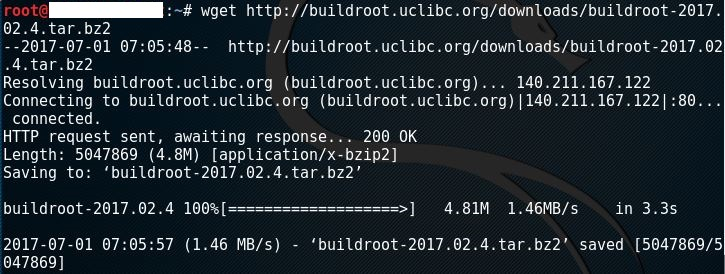 root@ :~# wget http://buildroot.uclibc.org/downloads/buildroot-2017.
02.4.tar.bz2
--2017-07-01 07:05:48--  http://buildroot.uclibc.org/downloads/buildroot-2017.02
.4.tar.bz2
Resolving buildroot.uclibc.org (buildroot.uclibc.org)... 140.211.167.122
Connecting to buildroot.uclibc.org (buildroot.uclibc.org)|140.211.167.122|:80...
 connected.
HTTP request sent, awaiting response... 200 OK
Length: 5047869 (4.8M) [application/x-bzip2]
Saving to: ‘buildroot-2017.02.4.tar.bz2’
buildroot-2017.02.4 100%[===================>]   4.81M  1.46MB/s    in 3.3s
2017-07-01 07:05:57 (1.46 MB/s) - ‘buildroot-2017.02.4.tar.bz2’ saved [5047869/5
047869]